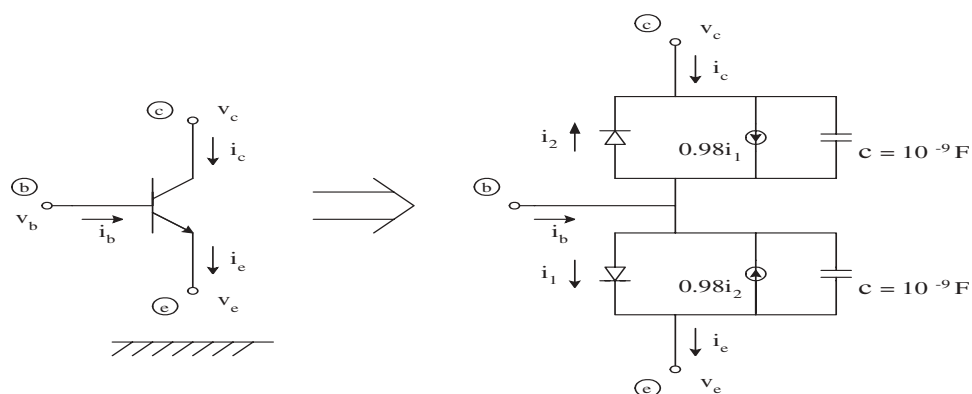 c
v_c
i_c
b
v_b
i_b
i_e
e
v_e
c
v_c
i_c
i_2
0.98i_1
c = 10^-9 F
b
i_b
i_1
0.98i_2
c = 10^-9 F
i_e
e
v_e